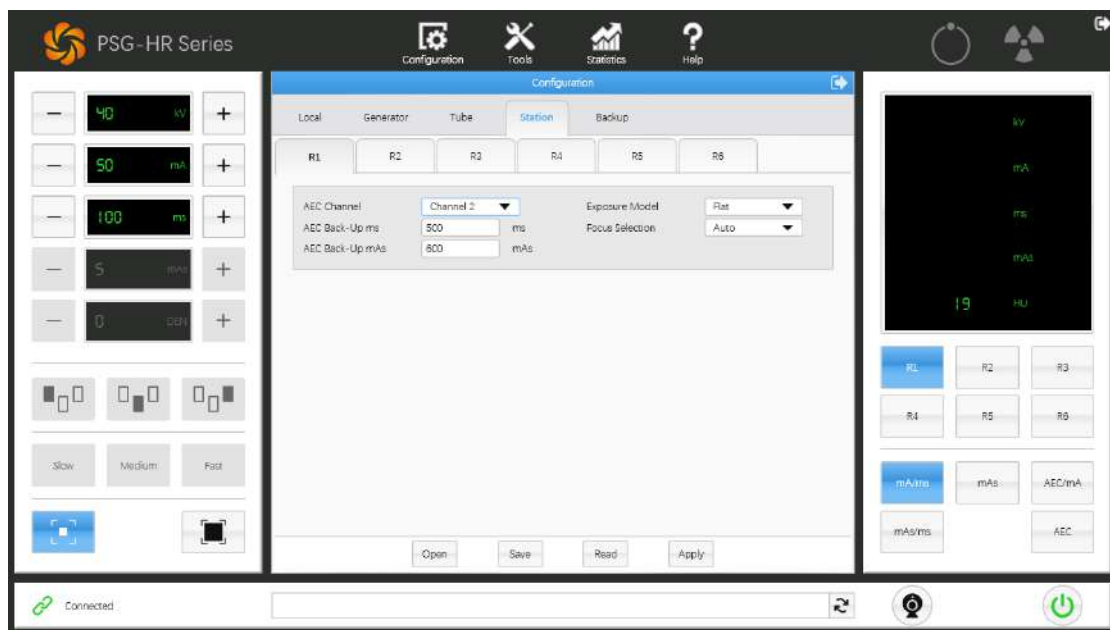 PSG-HR Series
Configuration
Tools
Statistics
Help
40 kV
50 mA
100 ms
5 mAs
0 DEN
Slow
Medium
Fast
Configuration
Local
Generator
Tube
Station
Backup
R1
R2
R3
R4
R5
R6
AEC Channel
Channel 2
Exposure Model
Flat
AEC Back-Up ms
500
ms
Focus Selection
Auto
AEC Back-Up mAs
600
mAs
Open
Save
Read
Apply
kV
mA
ms
mAs
19 HU
R1
R2
R3
R4
R5
R6
mA/ms
mAs
AEC/mA
mAs/ms
AEC
Connected